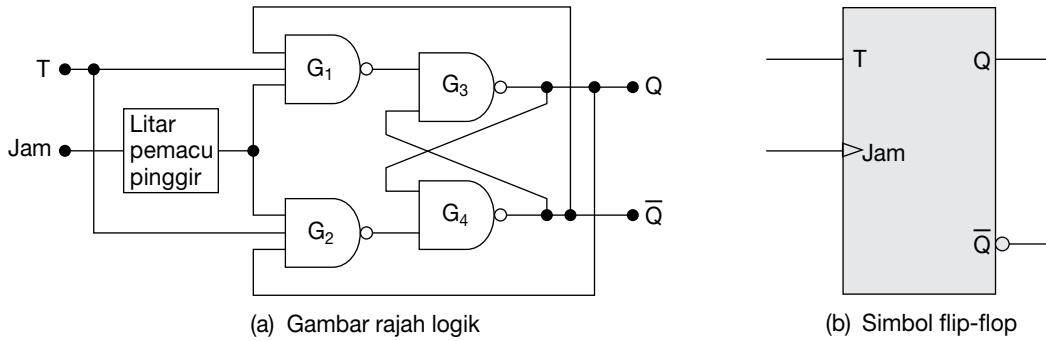 G1
G3
T
Q
Litar
pemacu
pinggir
Jam
G4
G2
Q̅
(a) Gambar rajah logik
T
Q
Jam
Q̅
(b) Simbol flip-flop